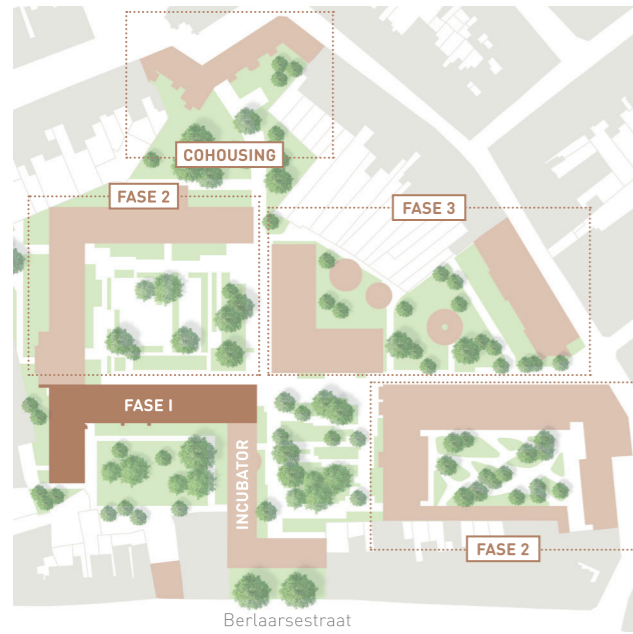 COHOUSING
FASE 2
FASE 3
FASE I
INCUBATOR
FASE 2
Berlaarsestraat